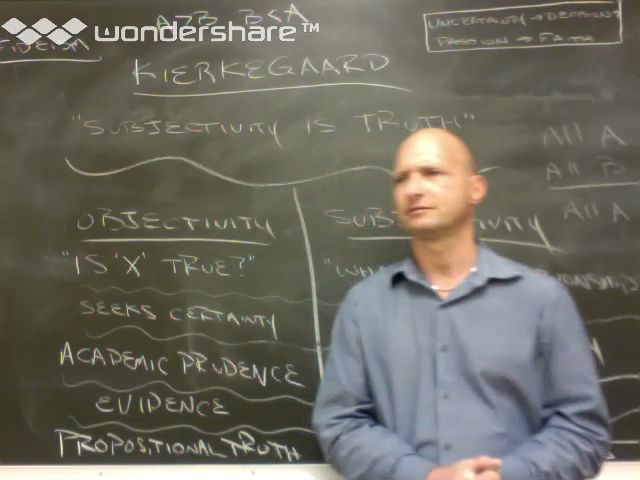 wondershare™
A⊃B B<A
FIDEISM
UNCERTAINTY → DECISION?
PASSION → FAITH
KIERKEGAARD
"SUBJECTIVITY IS TRUTH"
All A
All B
All A
OBJECTIVITY
"IS 'X' TRUE?"
SEEKS CERTAINTY
ACADEMIC PRUDENCE
EVIDENCE
PROPOSITIONAL TRUTH